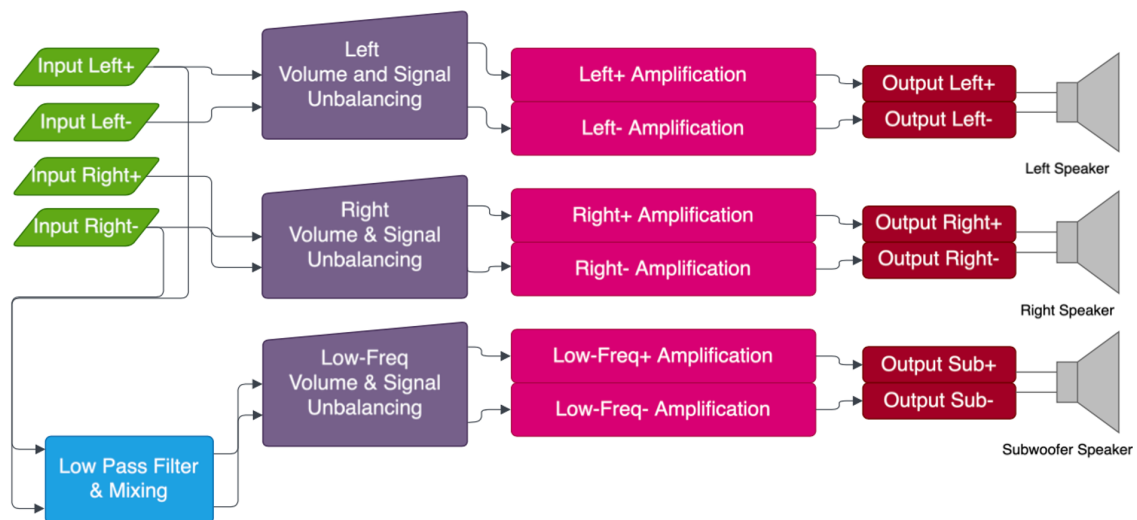 Input Left+
Input Left-
Input Right+
Input Right-
Left
Volume and Signal
Unbalancing
Left+ Amplification
Left- Amplification
Output Left+
Output Left-
Left Speaker
Right
Volume & Signal
Unbalancing
Right+ Amplification
Right- Amplification
Output Right+
Output Right-
Right Speaker
Low-Freq
Volume & Signal
Unbalancing
Low-Freq+ Amplification
Low-Freq- Amplification
Output Sub+
Output Sub-
Subwoofer Speaker
Low Pass Filter
& Mixing